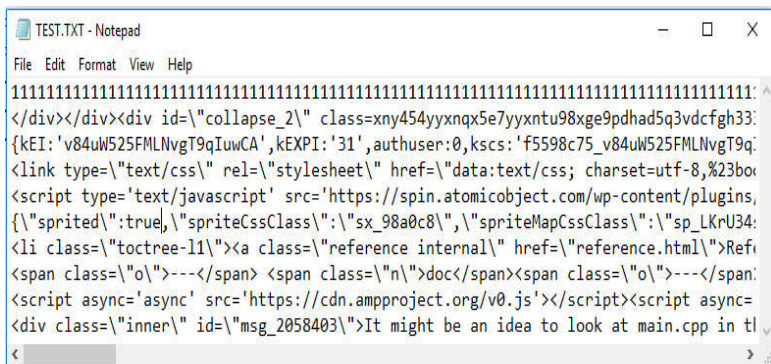 TEST.TXT - Notepad
File Edit Format View Help
</div></div><div id=\"collapse_2\" class=xny454yyxnqx5e7yyxntu98xge9pdhad5q3vdcfgh33
{kEI:'v84uW525FMLNvgT9qIuwCA',kEXPI:'31',authuser:0,kscs:'f5598c75_v84uW525FMLNvgT9q
<link type=\"text/css\" rel=\"stylesheet\" href=\"data:text/css; charset=utf-8,%23bo
<script type='text/javascript' src='https://spin.atomicobject.com/wp-content/plugins/
{\"sprited\":true,\"spriteCssClass\":\"sx_98a0c8\",\"spriteMapCssClass\":\"sp_LKrU34
<li class=\"toctree-l1\"><a class=\"reference internal\" href=\"reference.html\">Ref
<span class=\"o\">---</span> <span class=\"n\">doc</span><span class=\"o\">---</span
<script async='async' src='https://cdn.ampproject.org/v0.js'></script><script async=
<div class=\"inner\" id=\"msg_2058403\">It might be an idea to look at main.cpp in